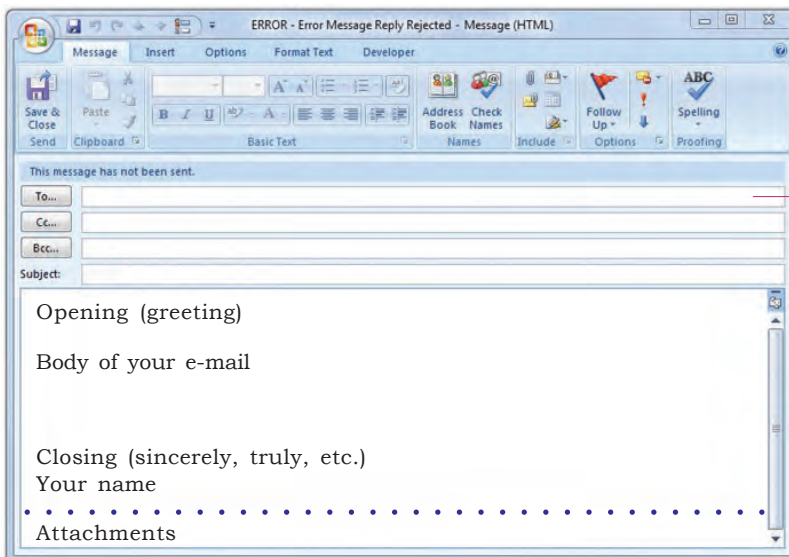 ERROR - Error Message Reply Rejected - Message (HTML)
Message Insert Options Format Text Developer
Save & Close
Paste
B I U ab A
Address Book
Check Names
Follow Up
ABC
Spelling
Send Clipboard Basic Text Names Include Options Proofing
This message has not been sent.
To...
Cc...
Bcc...
Subject:
Opening (greeting)
Body of your e-mail
Closing (sincerely, truly, etc.)
Your name
Attachments